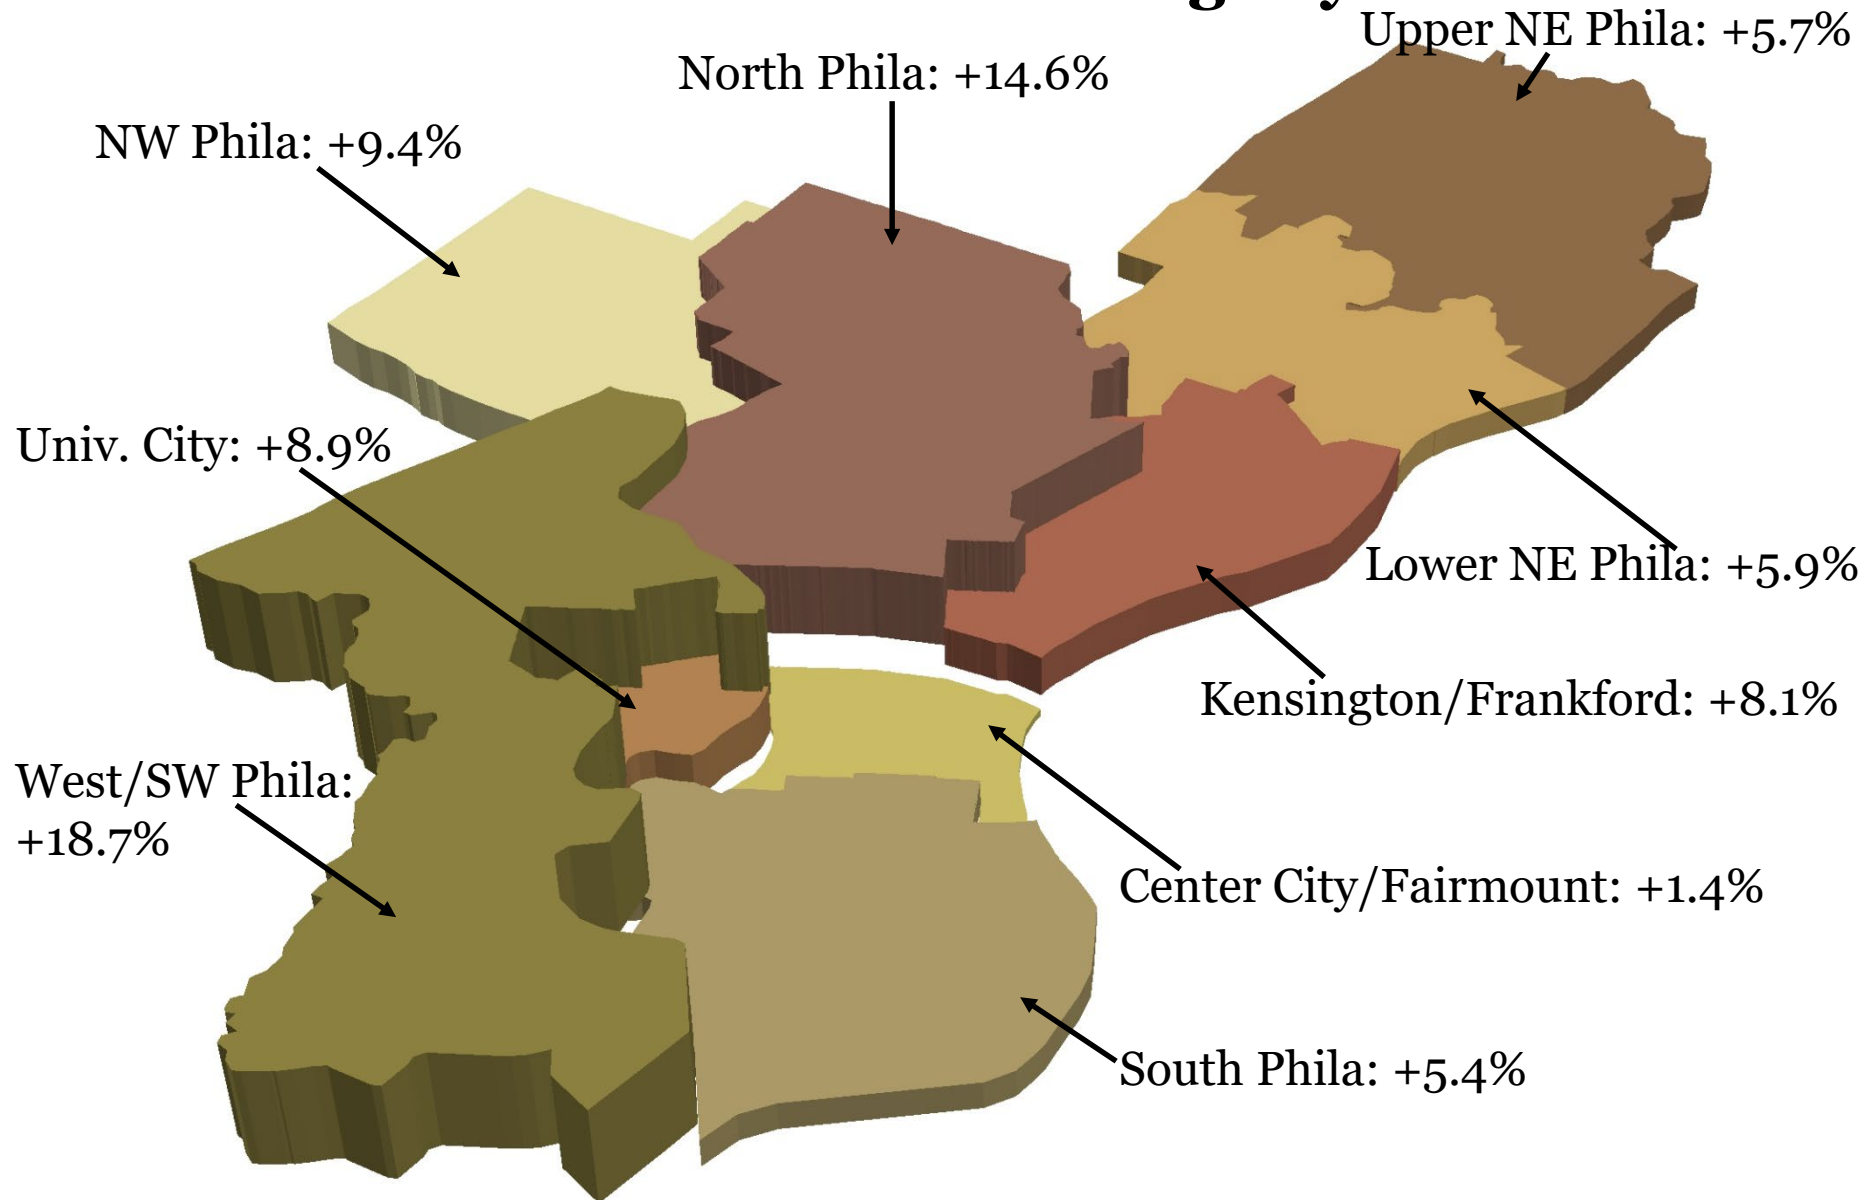 Upper NE Phila: +5.7%
North Phila: +14.6%
NW Phila: +9.4%
Univ. City: +8.9%
Lower NE Phila: +5.9%
Kensington/Frankford: +8.1%
West/SW Phila:
+18.7%
Center City/Fairmount: +1.4%
South Phila: +5.4%